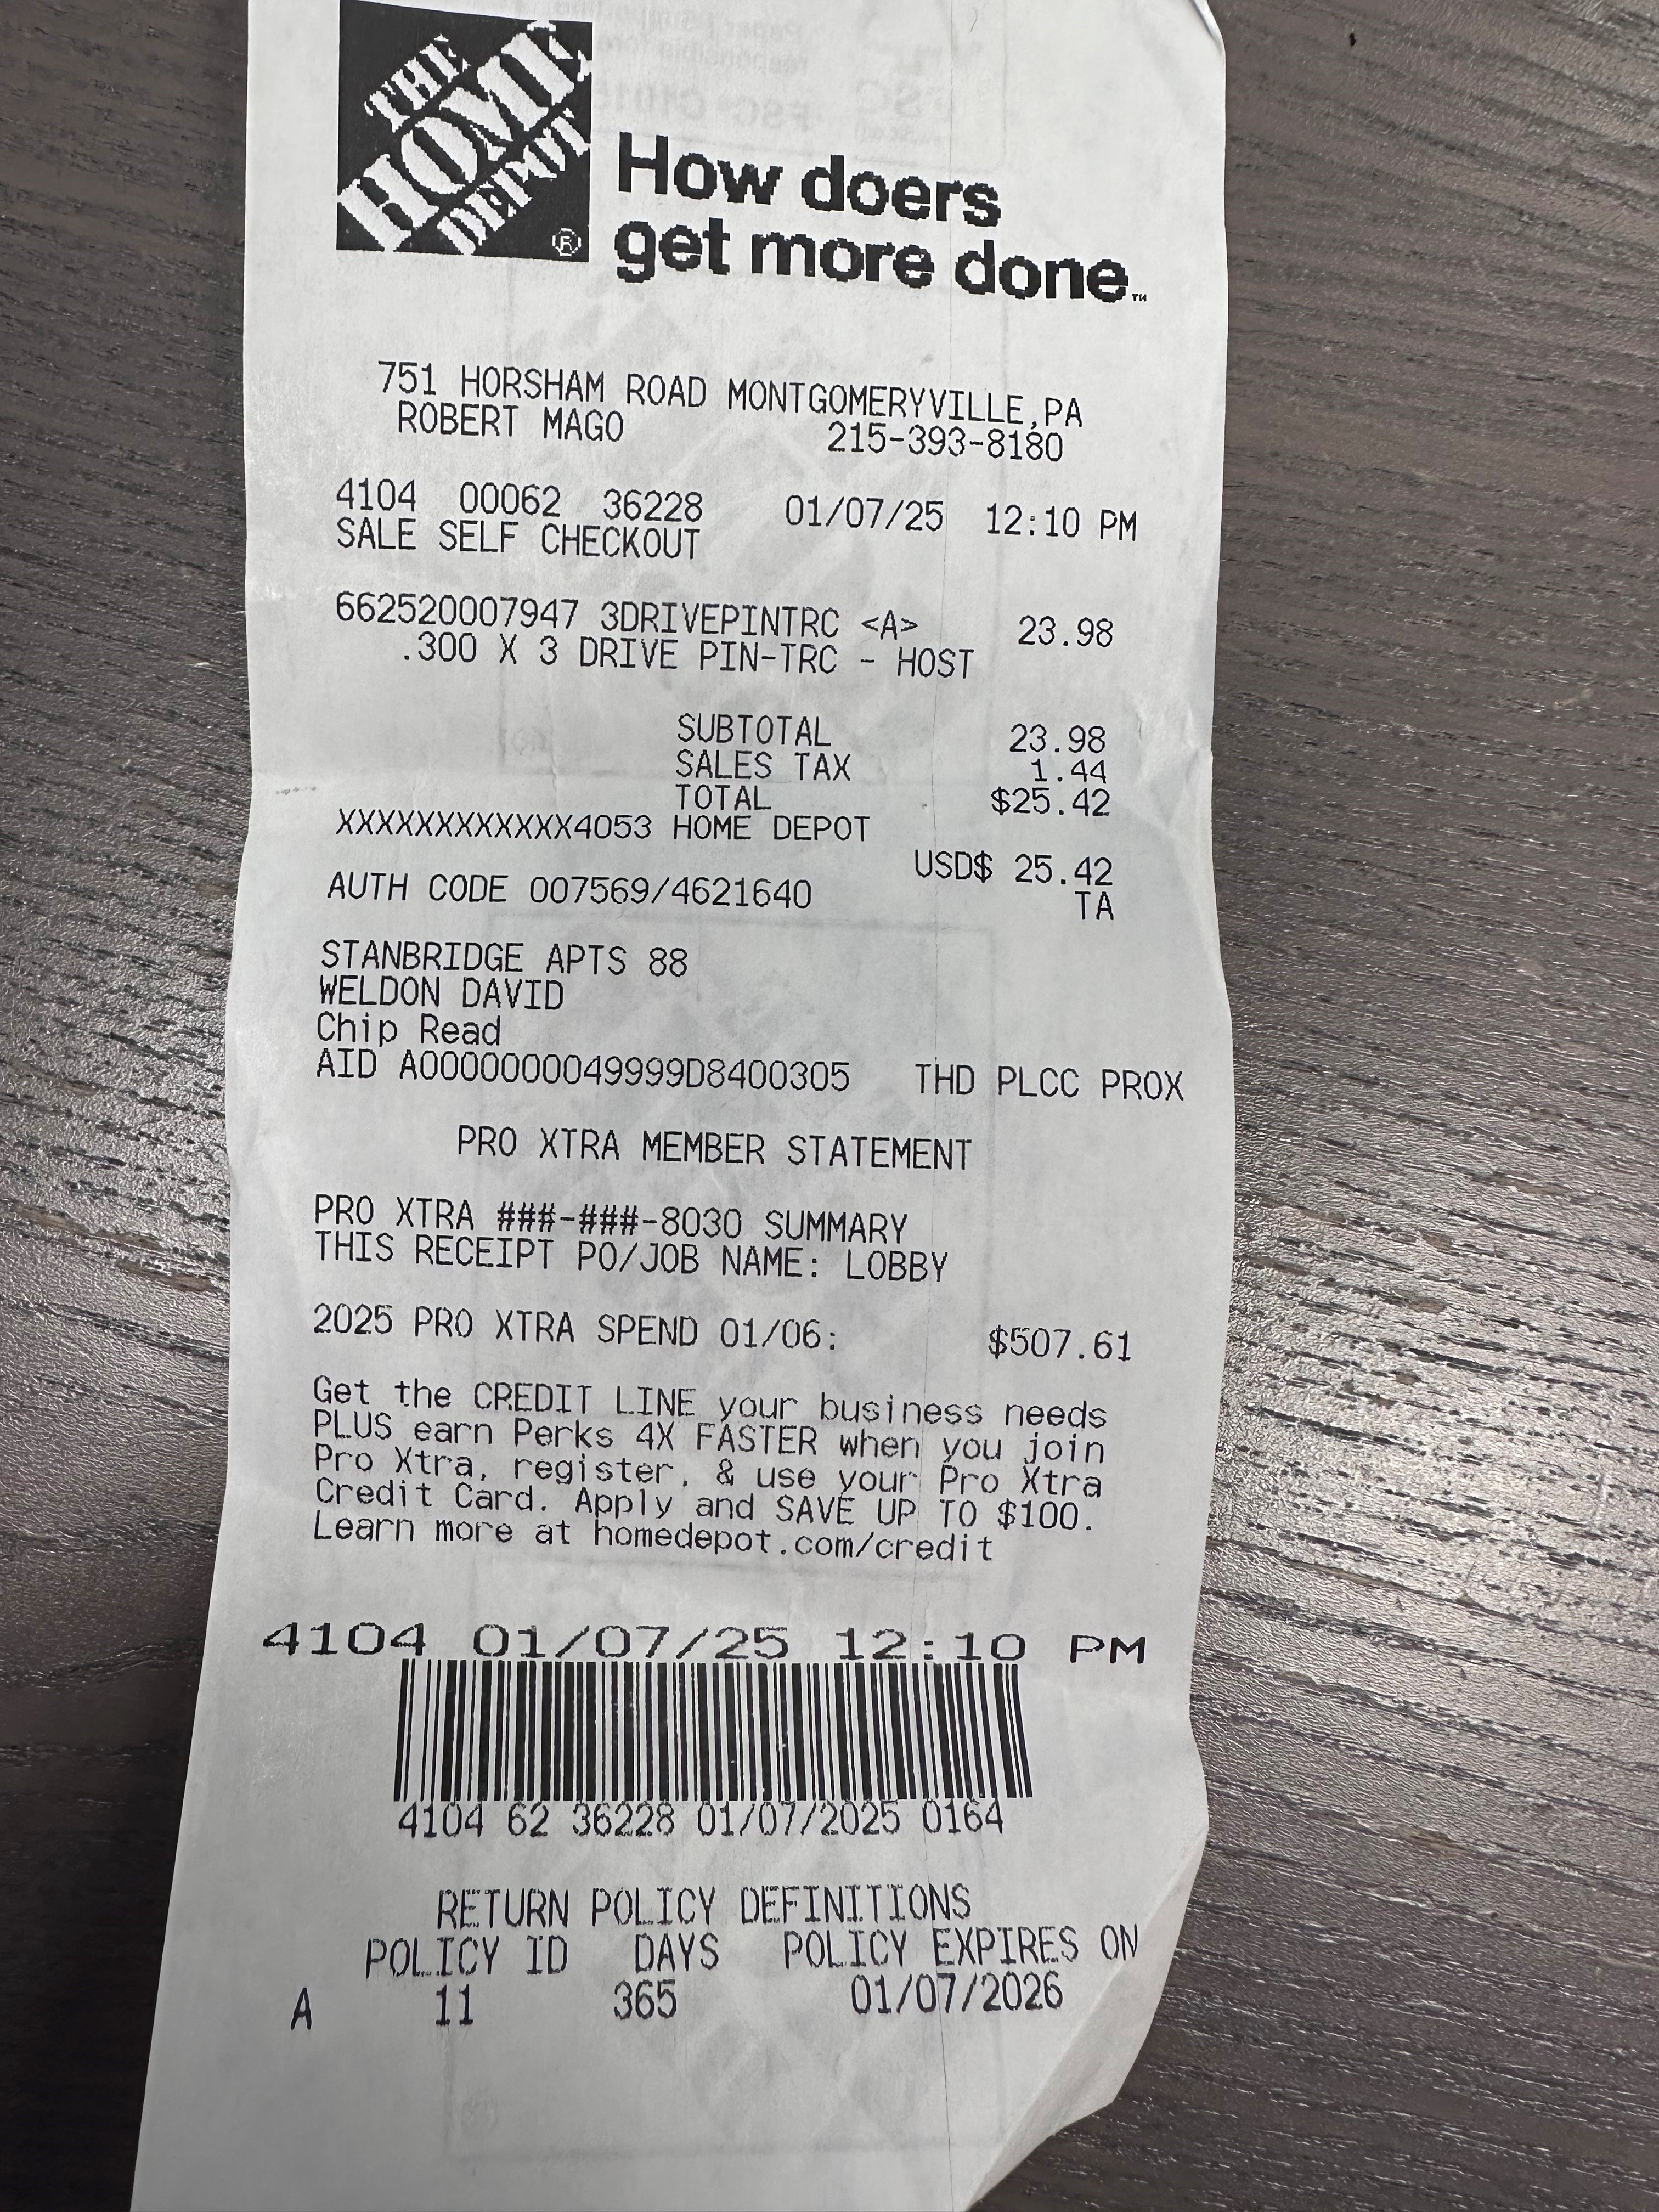 THE
HOME
DEPOT
®
How doers
get more done™
751 HORSHAM ROAD MONTGOMERYVILLE,PA
ROBERT MAGO 215-393-8180
4104 00062 36228 01/07/25 12:10 PM
SALE SELF CHECKOUT
662520007947 3DRIVEPINTRC <A> 23.98
.300 X 3 DRIVE PIN-TRC - HOST
SUBTOTAL 23.98
SALES TAX 1.44
TOTAL $25.42
XXXXXXXXXXXX4053 HOME DEPOT
USD$ 25.42
AUTH CODE 007569/4621640 TA
STANBRIDGE APTS 88
WELDON DAVID
Chip Read
AID A0000000049999D8400305 THD PLCC PROX
PRO XTRA MEMBER STATEMENT
PRO XTRA ###-###-8030 SUMMARY
THIS RECEIPT PO/JOB NAME: LOBBY
2025 PRO XTRA SPEND 01/06: $507.61
Get the CREDIT LINE your business needs
PLUS earn Perks 4X FASTER when you join
Pro Xtra, register, & use your Pro Xtra
Credit Card. Apply and SAVE UP TO $100.
Learn more at homedepot.com/credit
4104 01/07/25 12:10 PM
4104 62 36228 01/07/2025 0164
RETURN POLICY DEFINITIONS
POLICY ID DAYS POLICY EXPIRES ON
A 11 365 01/07/2026